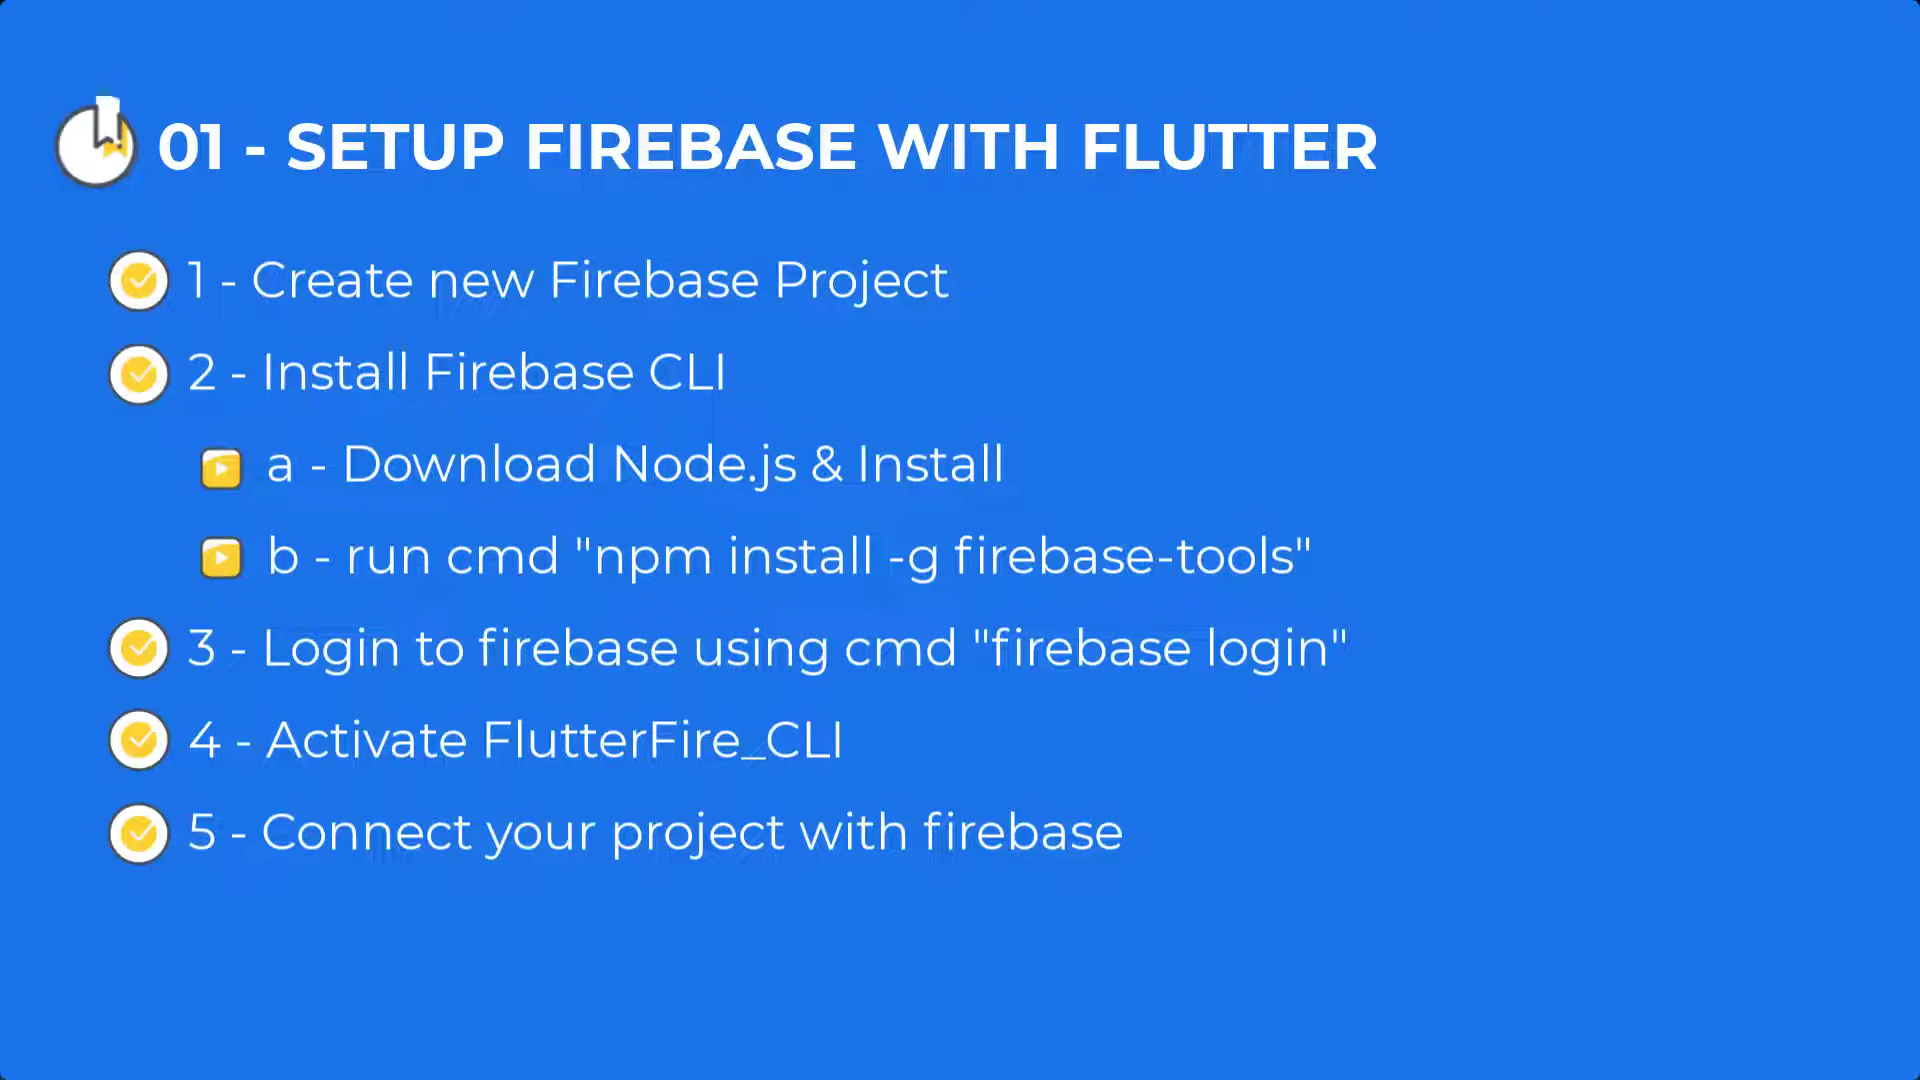 01 - SETUP FIREBASE WITH FLUTTER
1 - Create new Firebase Project
2 - Install Firebase CLI
a - Download Node.js & Install
b - run cmd "npm install -g firebase-tools"
3 - Login to firebase using cmd "firebase login"
4 - Activate FlutterFire_CLI
5 - Connect your project with firebase